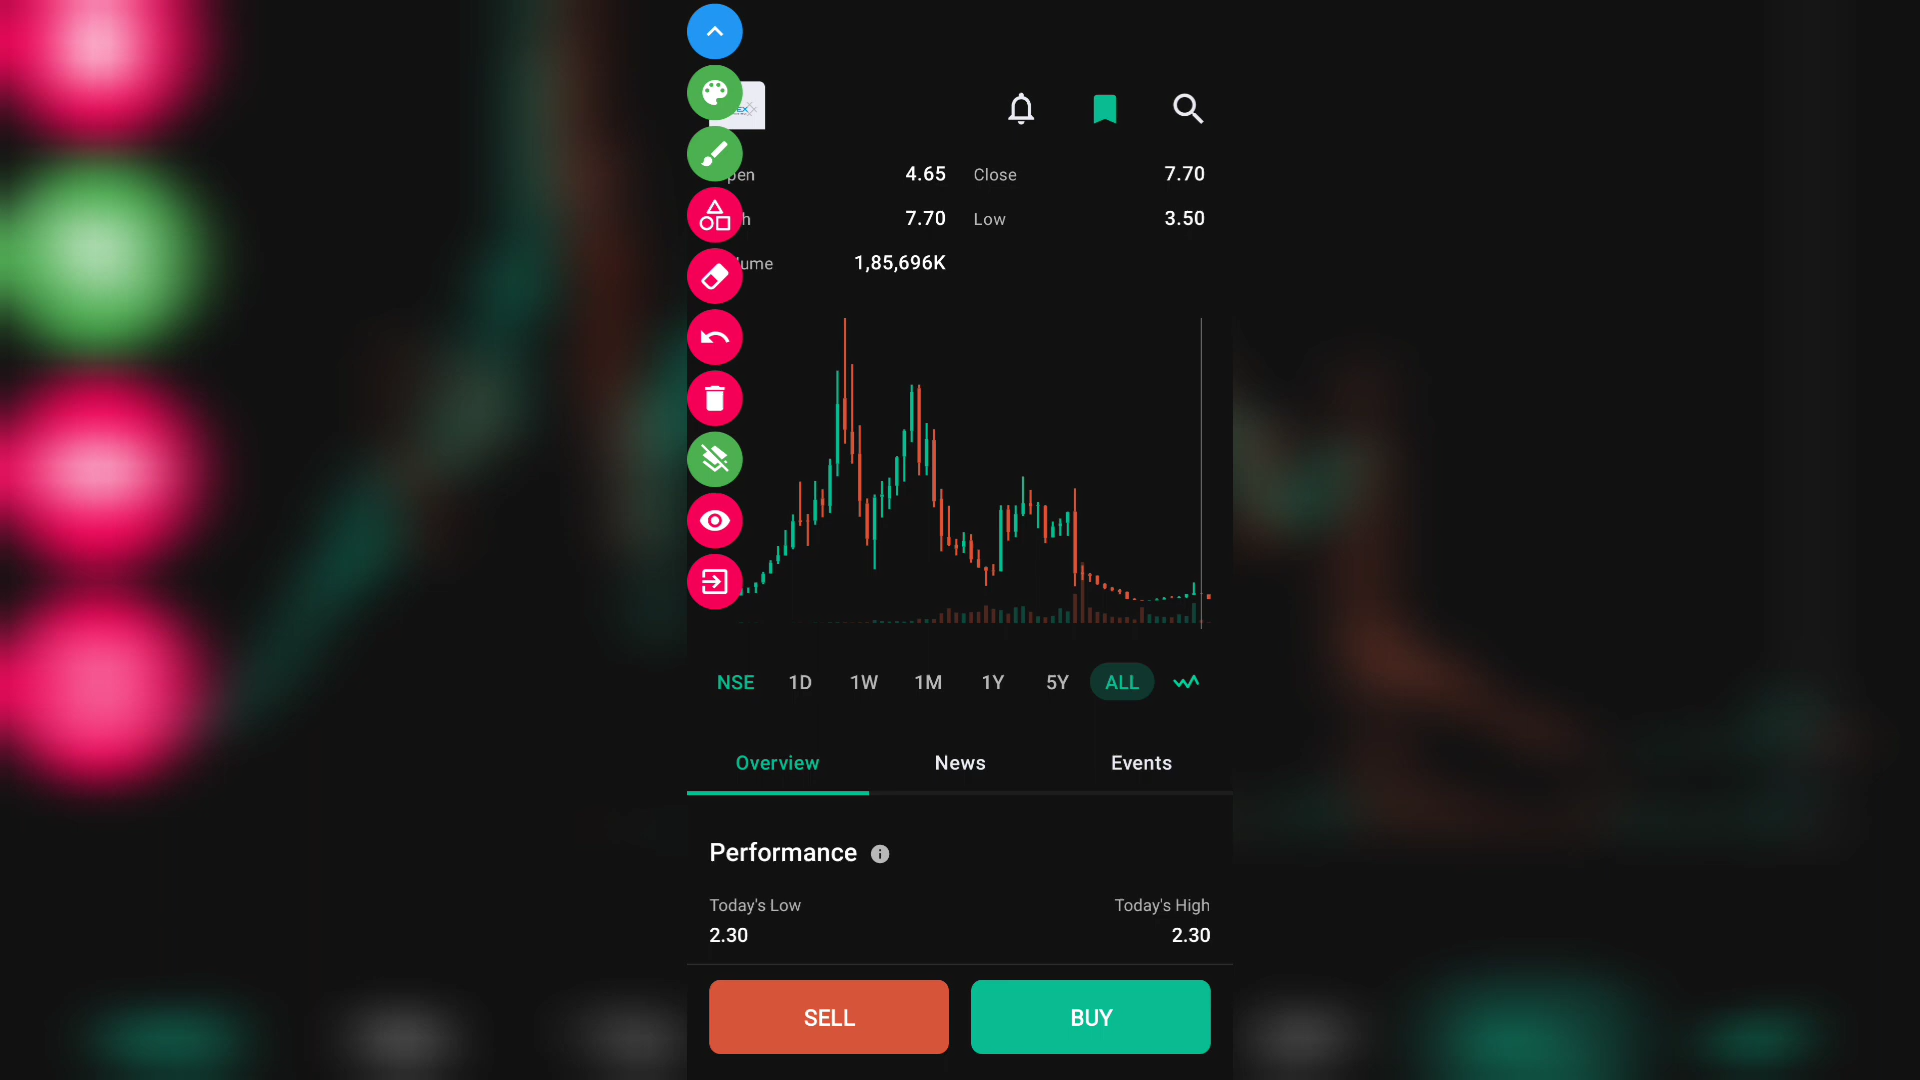 pen 4.65 Close 7.70
h 7.70 Low 3.50
ume 1,85,696K
NSE 1D 1W 1M 1Y 5Y ALL
Overview News Events
Performance
Today's Low Today's High
2.30 2.30
SELL BUY